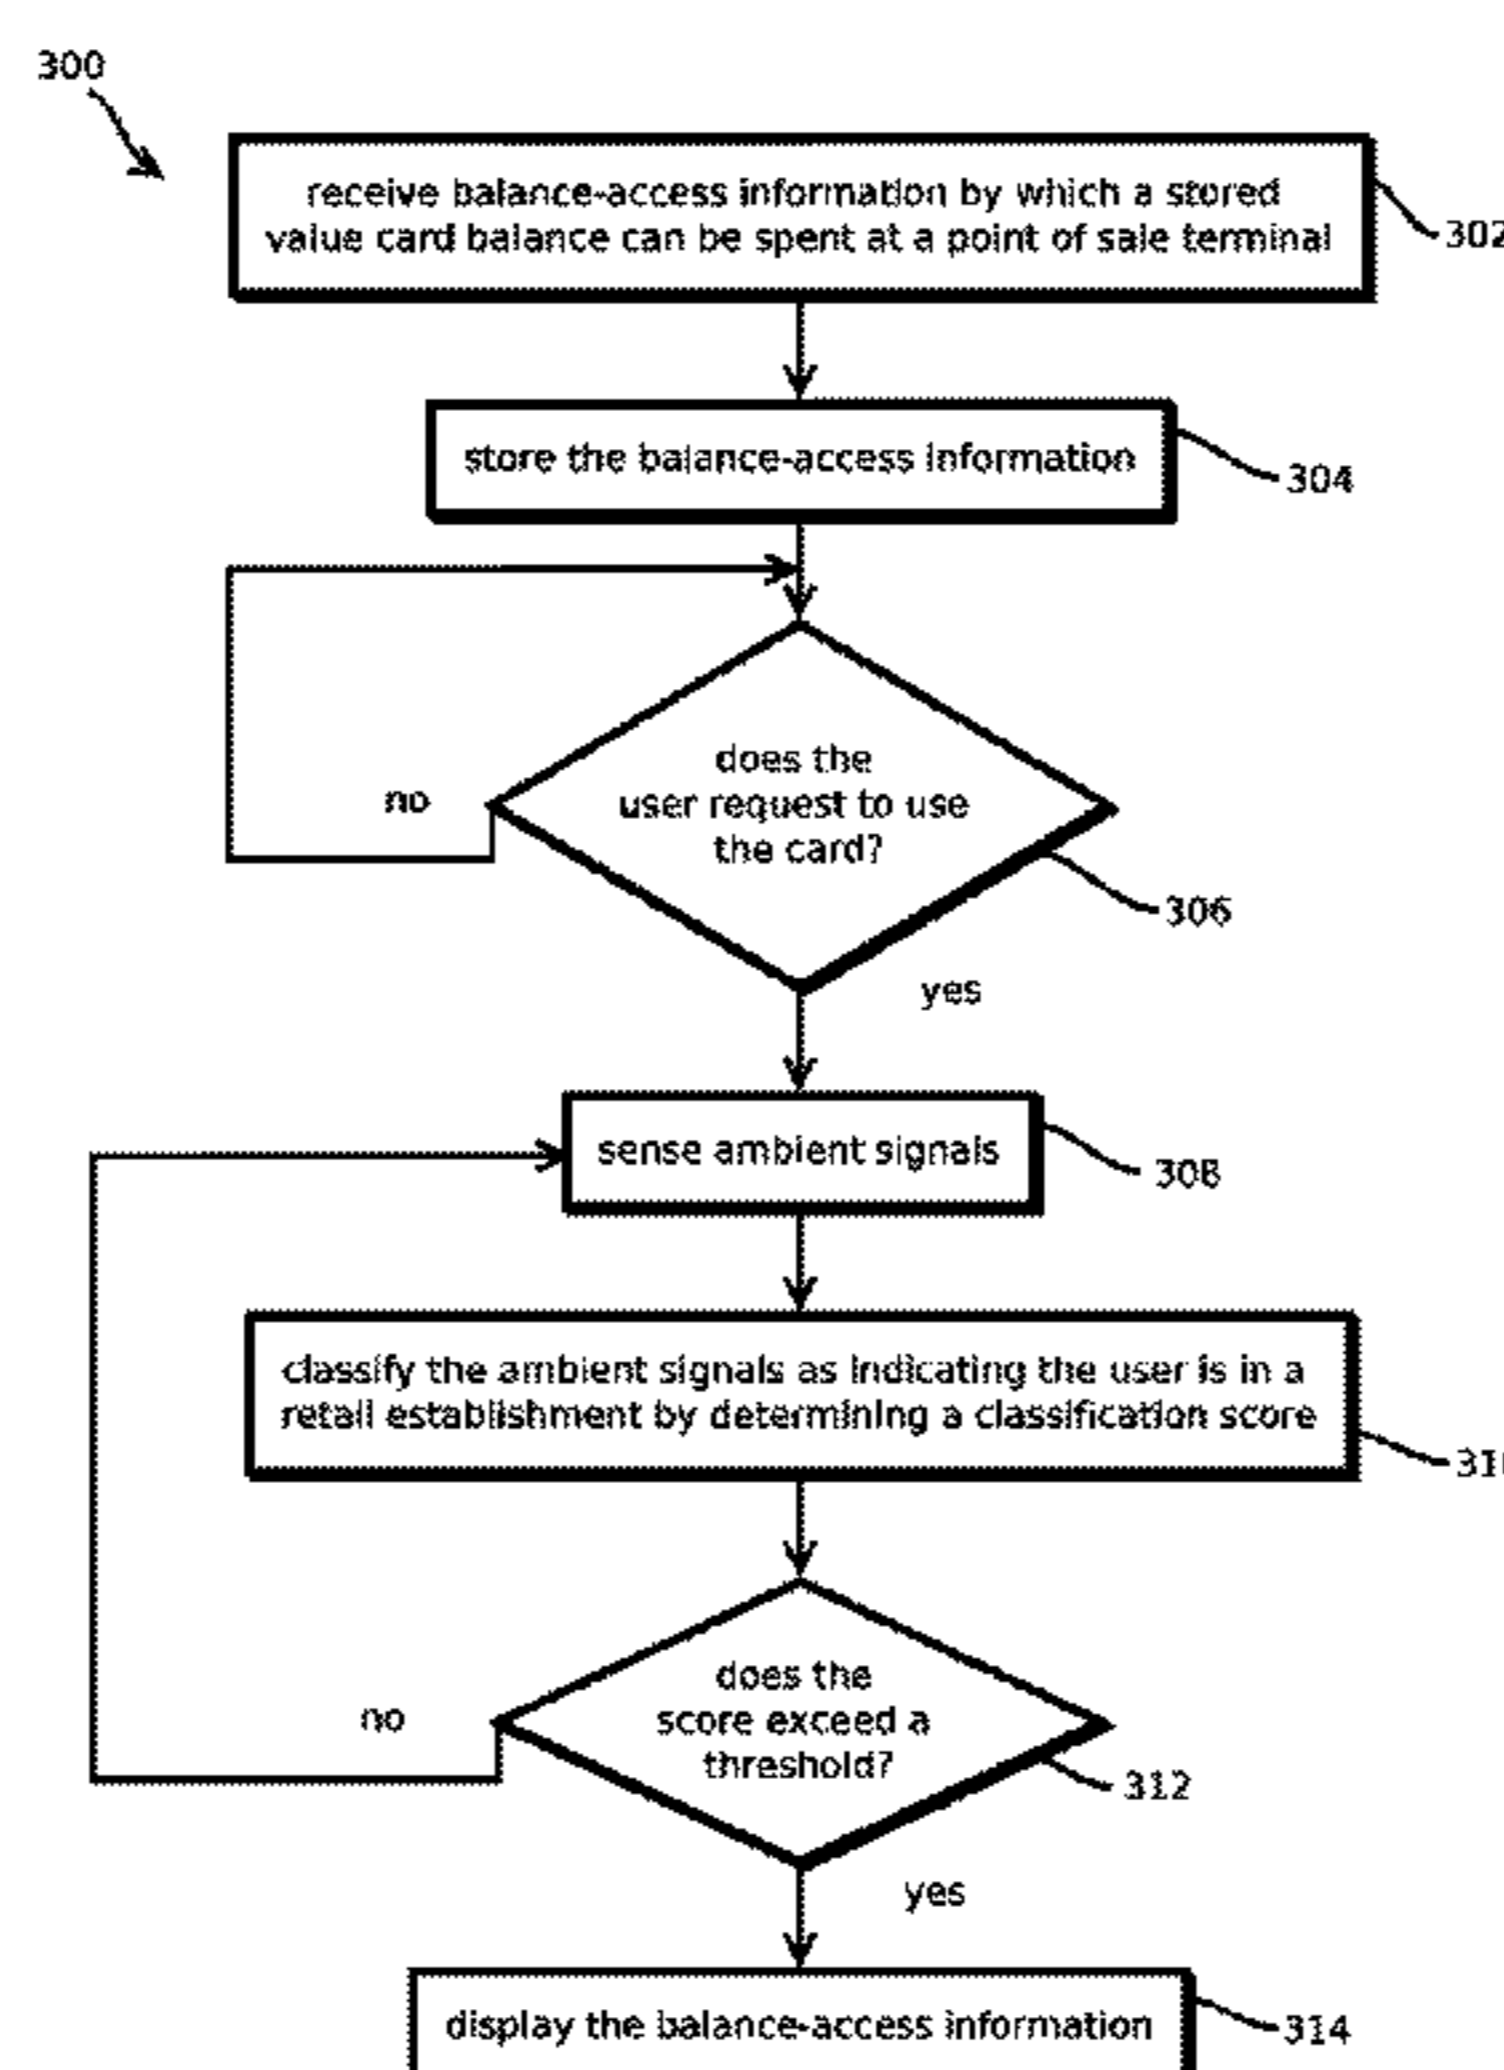 300
receive balance-access information by which a stored
value card balance can be spent at a point of sale terminal
302
store the balance-access information
304
does the
user request to use
the card?
no
306
yes
sense ambient signals
308
classify the ambient signals as indicating the user is in a
retail establishment by determining a classification score
does the
score exceed a
threshold?
no
312
yes
display the balance-access information
314